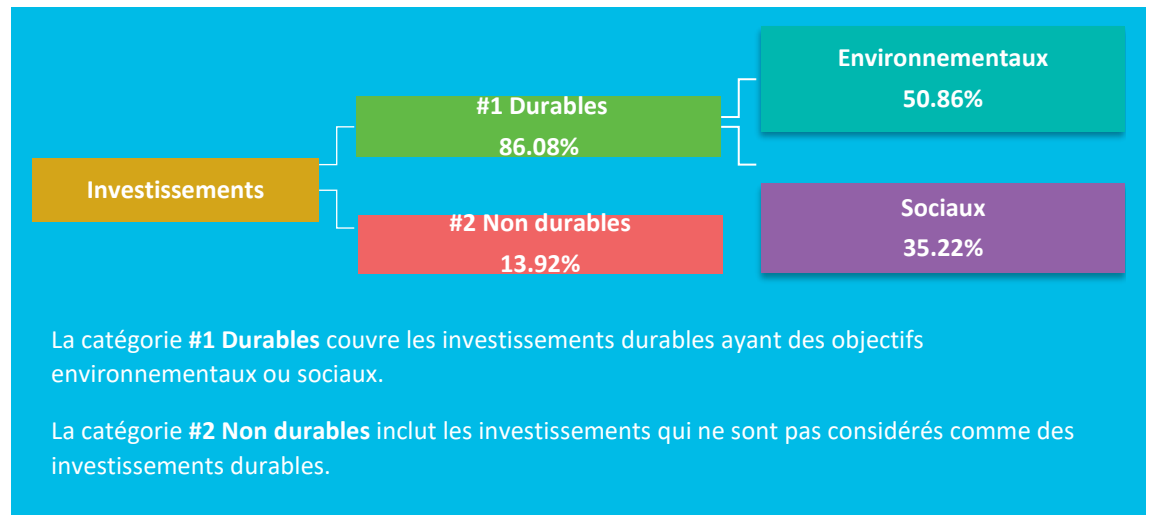 Environnementaux
50.86%
#1 Durables
86.08%
Investissements
Sociaux
35.22%
#2 Non durables
13.92%
La catégorie #1 Durables couvre les investissements durables ayant des objectifs
environnementaux ou sociaux.
La catégorie #2 Non durables inclut les investissements qui ne sont pas considérés comme des
investissements durables.